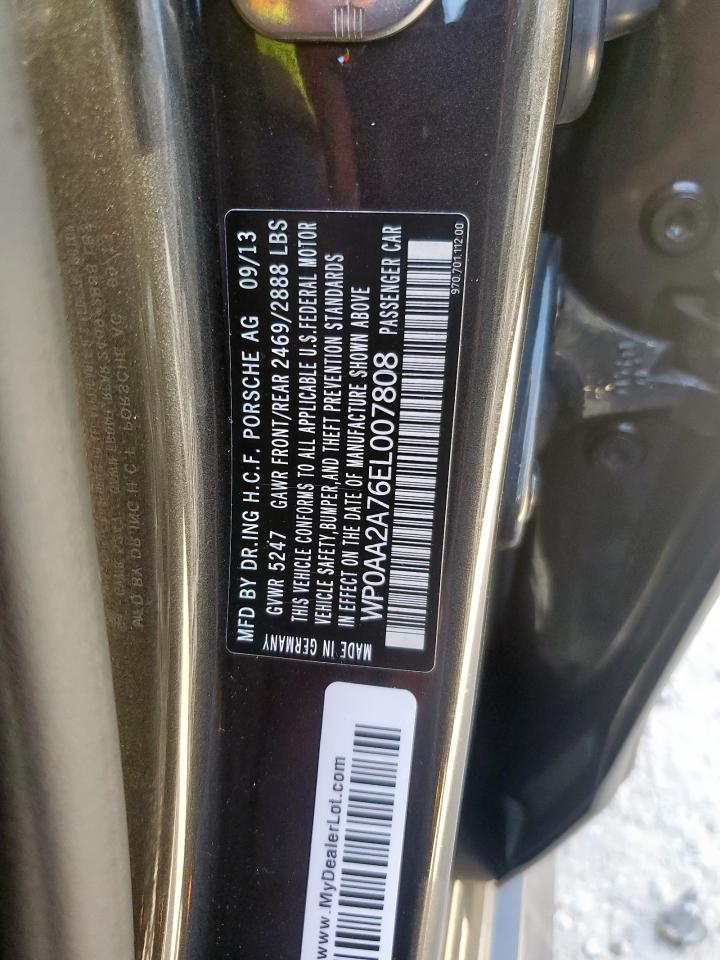 MFD BY DR.ING H.C.F. PORSCHE AG 09/13
GVWR 5247 GAWR FRONT/REAR 2469/2888 LBS
THIS VEHICLE CONFORMS TO ALL APPLICABLE U.S.FEDERAL MOTOR
VEHICLE SAFETY,BUMPER,AND THEFT PREVENTION STANDARDS
IN EFFECT ON THE DATE OF MANUFACTURE SHOWN ABOVE
WP0AA2A76EL007808 PASSENGER CAR
MADE IN GERMANY
970.701.112.00
www.MyDealerLot.com